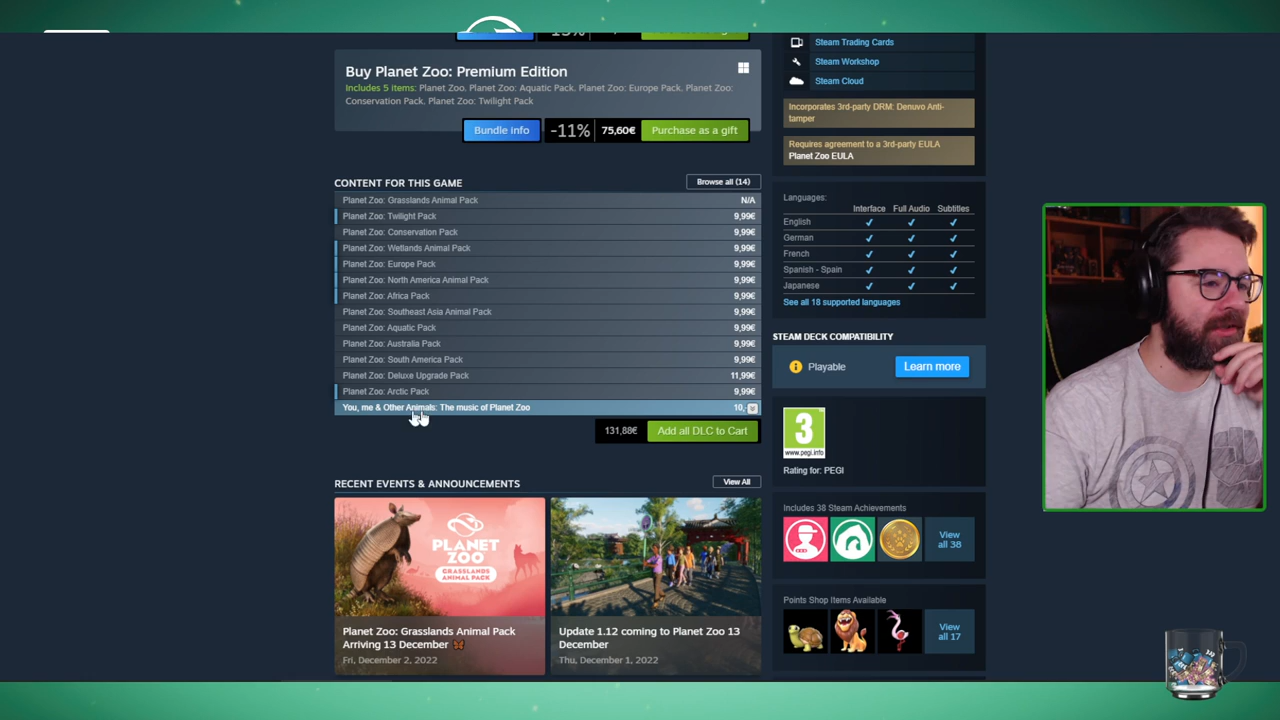 Buy Planet Zoo: Premium Edition
Includes 5 items: Planet Zoo, Planet Zoo: Aquatic Pack, Planet Zoo: Europe Pack, Planet Zoo:
Conservation Pack, Planet Zoo: Twilight Pack
Bundle info -11% 75,60€ Purchase as a gift
CONTENT FOR THIS GAME Browse all (14)
Planet Zoo: Grasslands Animal Pack N/A
Planet Zoo: Twilight Pack 9,99€
Planet Zoo: Conservation Pack 9,99€
Planet Zoo: Wetlands Animal Pack 9,99€
Planet Zoo: Europe Pack 9,99€
Planet Zoo: North America Animal Pack 9,99€
Planet Zoo: Africa Pack 9,99€
Planet Zoo: Southeast Asia Animal Pack 9,99€
Planet Zoo: Aquatic Pack 9,99€
Planet Zoo: Australia Pack 9,99€
Planet Zoo: South America Pack 9,99€
Planet Zoo: Deluxe Upgrade Pack 11,99€
Planet Zoo: Arctic Pack 9,99€
You, me & Other Animals: The music of Planet Zoo 10,-
131,88€ Add all DLC to Cart
RECENT EVENTS & ANNOUNCEMENTS View All
PLANET
ZOO
GRASSLANDS
ANIMAL PACK
Planet Zoo: Grasslands Animal Pack
Arriving 13 December
Fri, December 2, 2022
Update 1.12 coming to Planet Zoo 13
December
Thu, December 1, 2022
Steam Trading Cards
Steam Workshop
Steam Cloud
Incorporates 3rd-party DRM: Denuvo Anti-
tamper
Requires agreement to a 3rd-party EULA
Planet Zoo EULA
Languages:
Interface Full Audio Subtitles
English
German
French
Spanish - Spain
Japanese
See all 18 supported languages
STEAM DECK COMPATIBILITY
Playable Learn more
3
www.pegi.info
Rating for: PEGI
Includes 38 Steam Achievements
View
all 38
Points Shop Items Available
View
all 17